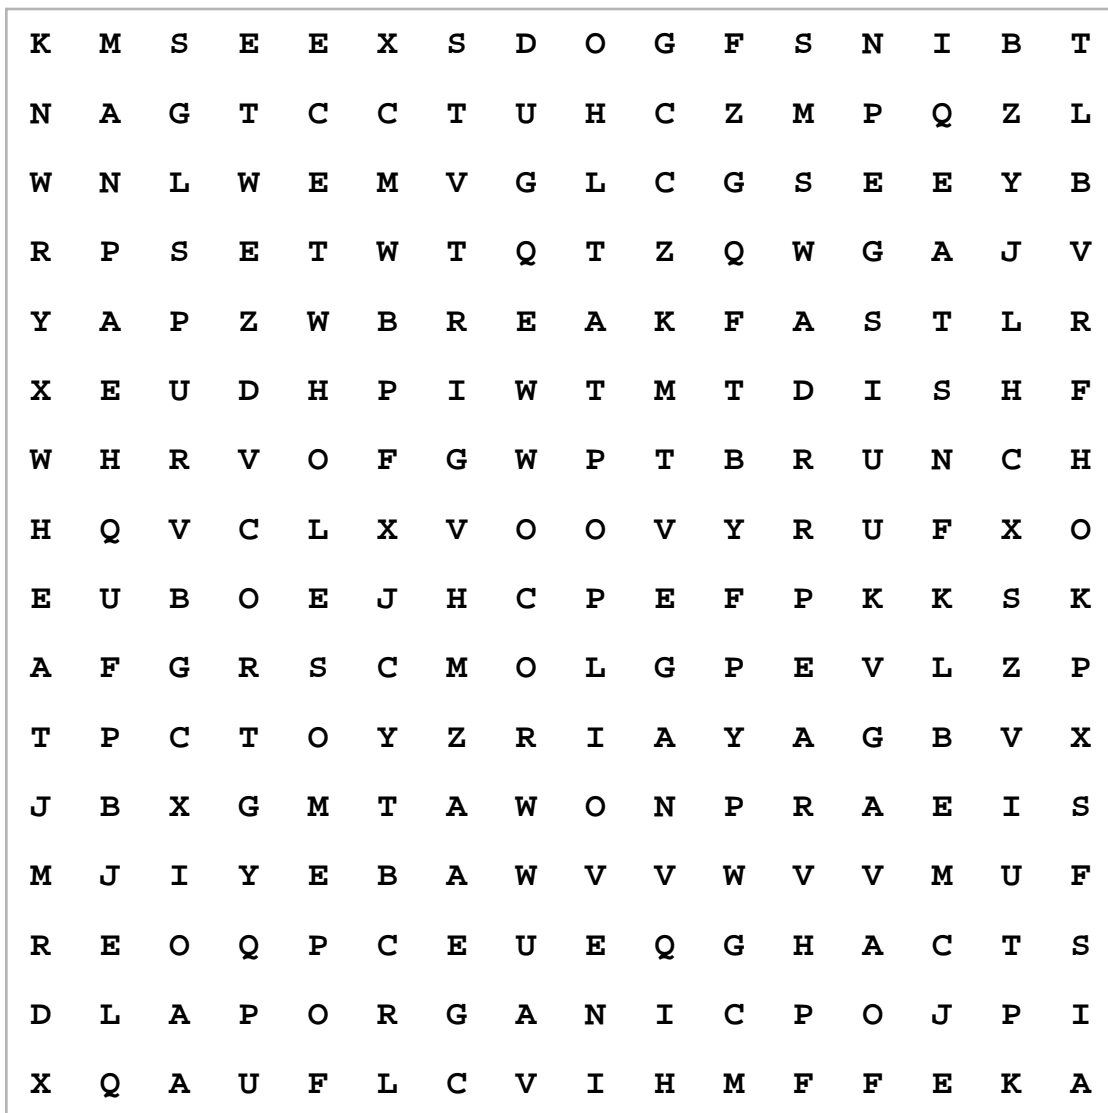 K M S E E X S D O G F S N I B T
N A G T C C T U H C Z M P Q Z L
W N L W E M V G L C G S E E Y B
R P S E T W T Q T Z Q W G A J V
Y A P Z W B R E A K F A S T L R
X E U D H P I W T M T D I S H F
W H R V O F G W P T B R U N C H
H Q V C L X V O O V Y R U F X O
E U B O E J H C P E F P K K S K
A F G R S C M O L G P E V L Z P
T P C T O Y Z R I A Y A G B V X
J B X G M T A W O N P R A E I S
M J I Y E B A W V V W V V M U F
R E O Q P C E U E Q G H A C T S
D L A P O R G A N I C P O J P I
X Q A U F L C V I H M F F E K A